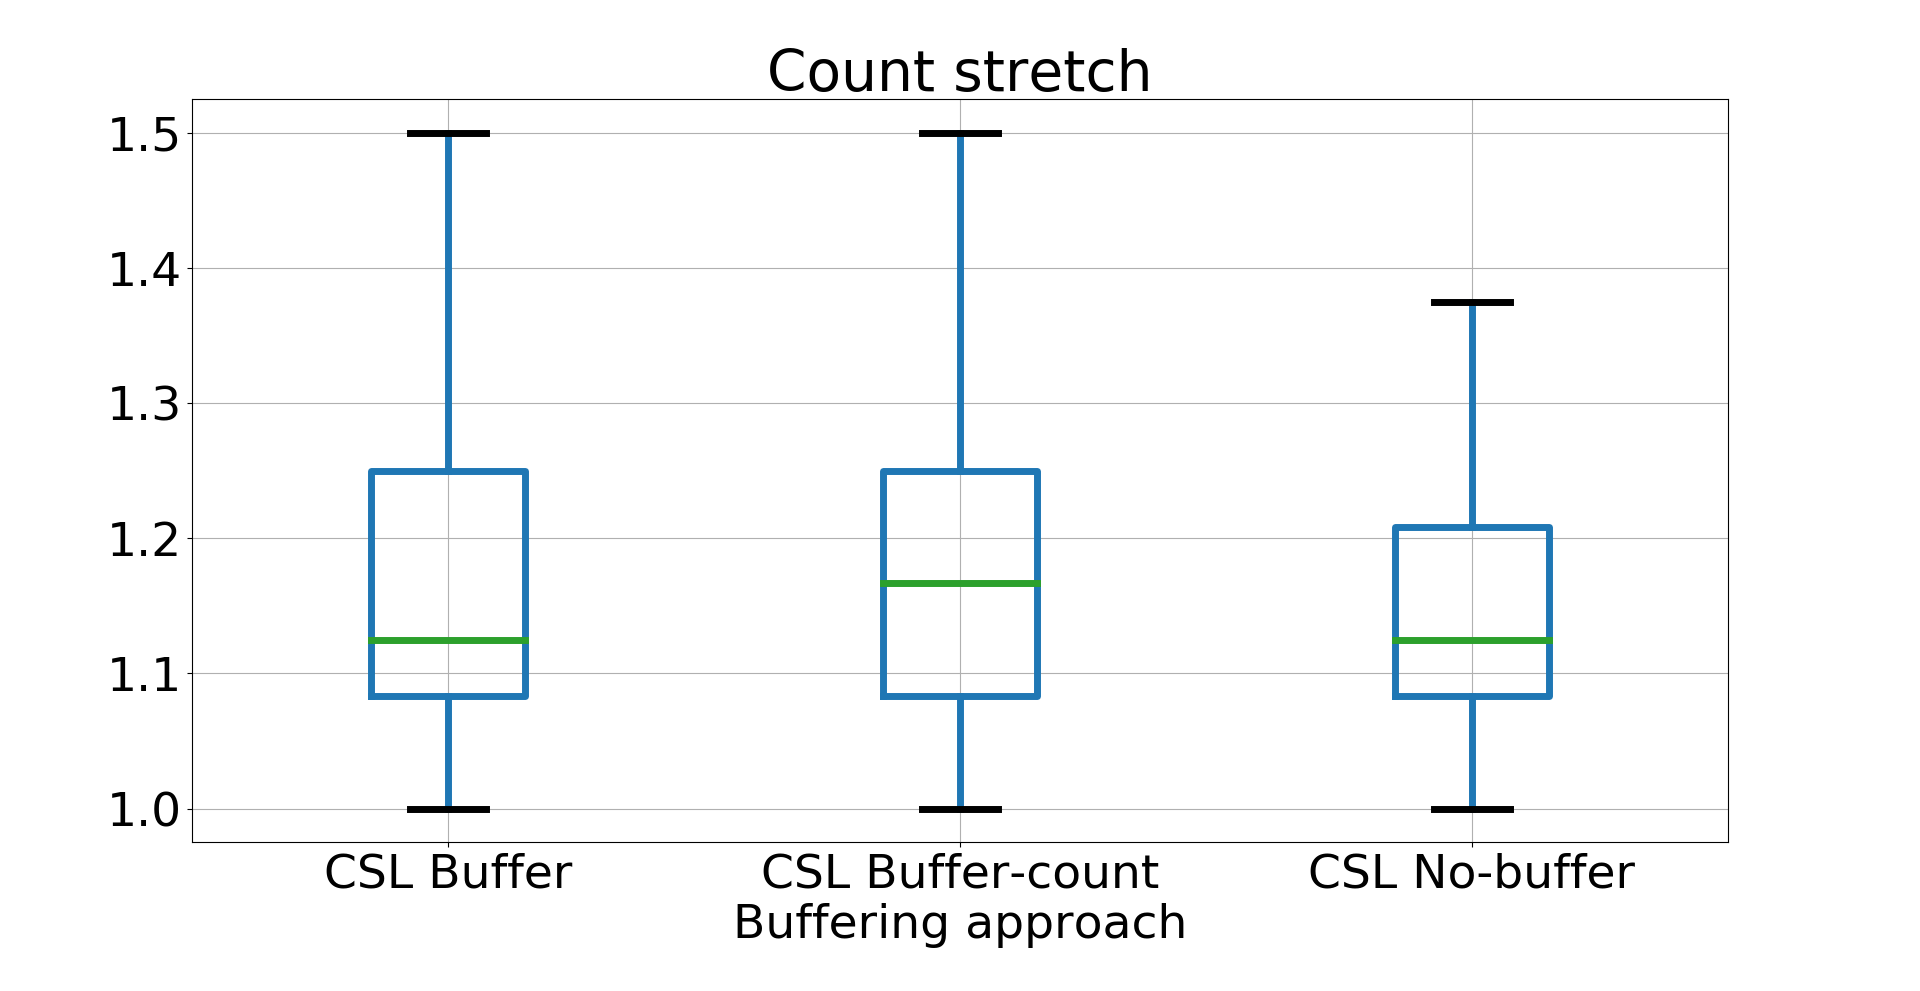 Count stretch
1.5
1.4
1.3
1.2
1.1
1.0
CSL Buffer CSL Buffer-count CSL No-buffer
Buffering approach